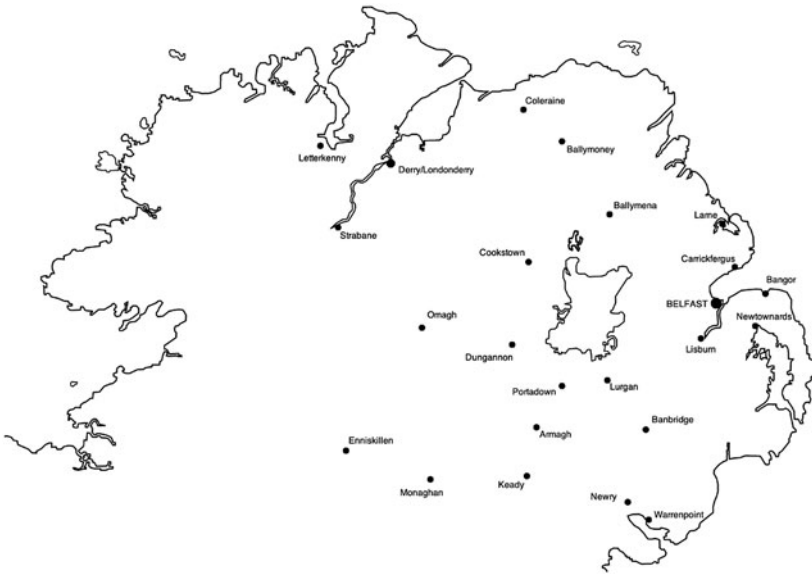 Coleraine
Ballymoney
Letterkenny
Derry/Londonderry
Ballymena
Larne
Strabane
Cookstown
Carrickfergus
Bangor
BELFAST
Newtownards
Omagh
Lisburn
Dungannon
Portadown
Lurgan
Banbridge
Armagh
Enniskillen
Monaghan
Keady
Newry
Warrenpoint